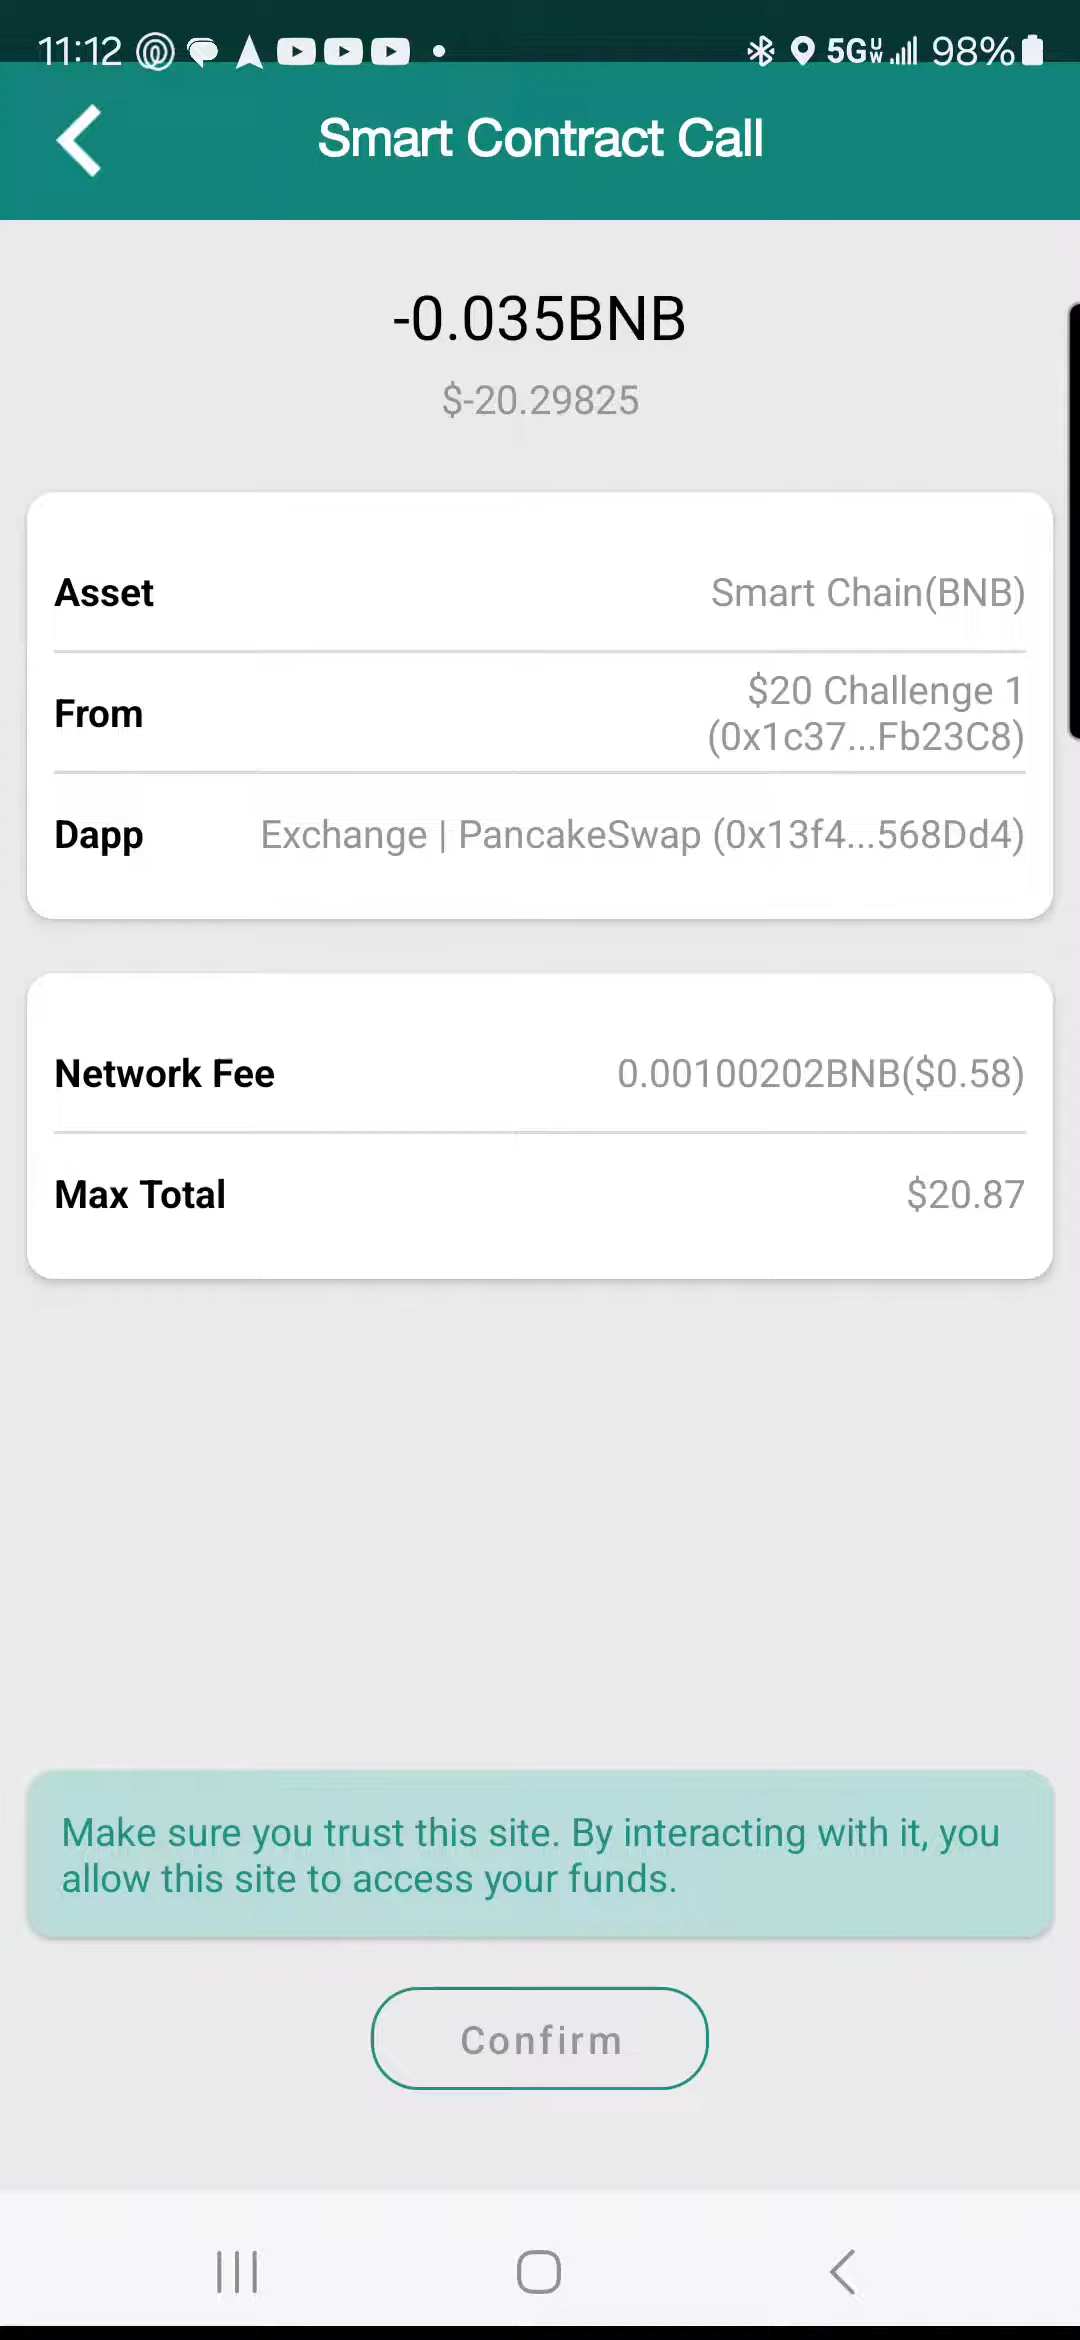 11:12 5G UW 98%
Smart Contract Call
-0.035BNB
$-20.29825
Asset Smart Chain(BNB)
From $20 Challenge 1
(0x1c37...Fb23C8)
Dapp Exchange | PancakeSwap (0x13f4...568Dd4)
Network Fee 0.00100202BNB($0.58)
Max Total $20.87
Make sure you trust this site. By interacting with it, you
allow this site to access your funds.
Confirm